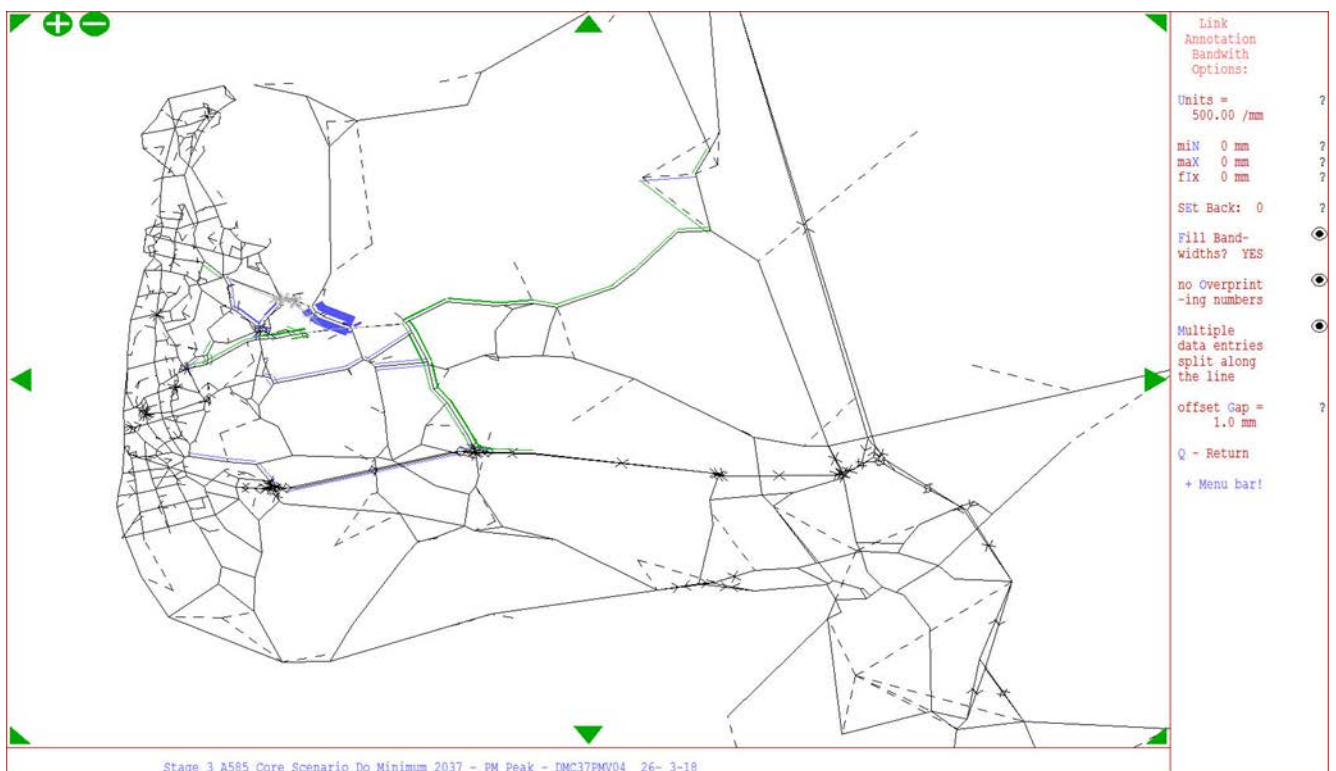 Link
Annotation
Bandwith
Options:
Units = ?
500.00 /mm
miN 0 mm ?
maX 0 mm ?
fIx 0 mm ?
SEt Back: 0 ?
Fill Band-
widths? YES
no Overprint
-ing numbers
Multiple
data entries
split along
the line
offset Gap = ?
1.0 mm
Q - Return
+ Menu bar!
Stage 3 A585 Core Scenario Do Minimum 2037 - PM Peak - DMC37PMV04 26- 3-18